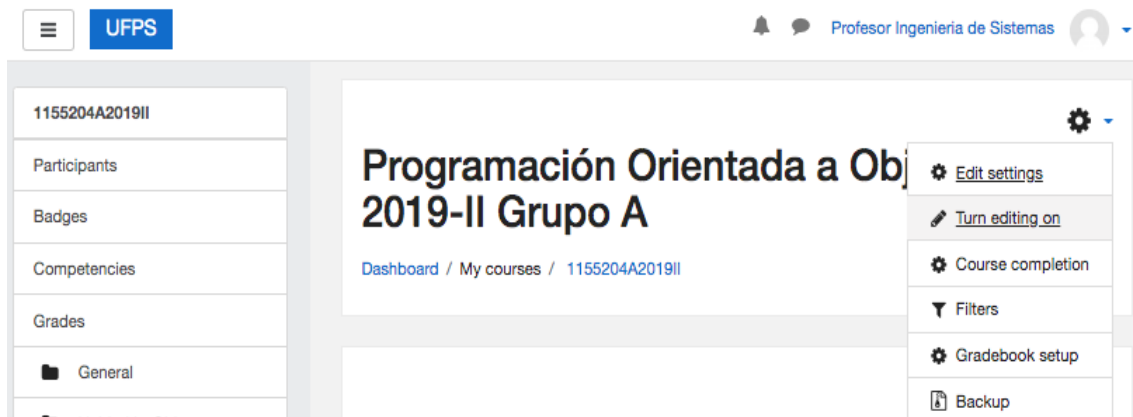 UFPS
Profesor Ingenieria de Sistemas
1155204A2019II
Participants
Badges
Competencies
Grades
General
Programación Orientada a Obj
2019-II Grupo A
Dashboard / My courses / 1155204A2019II
Edit settings
Turn editing on
Course completion
Filters
Gradebook setup
Backup